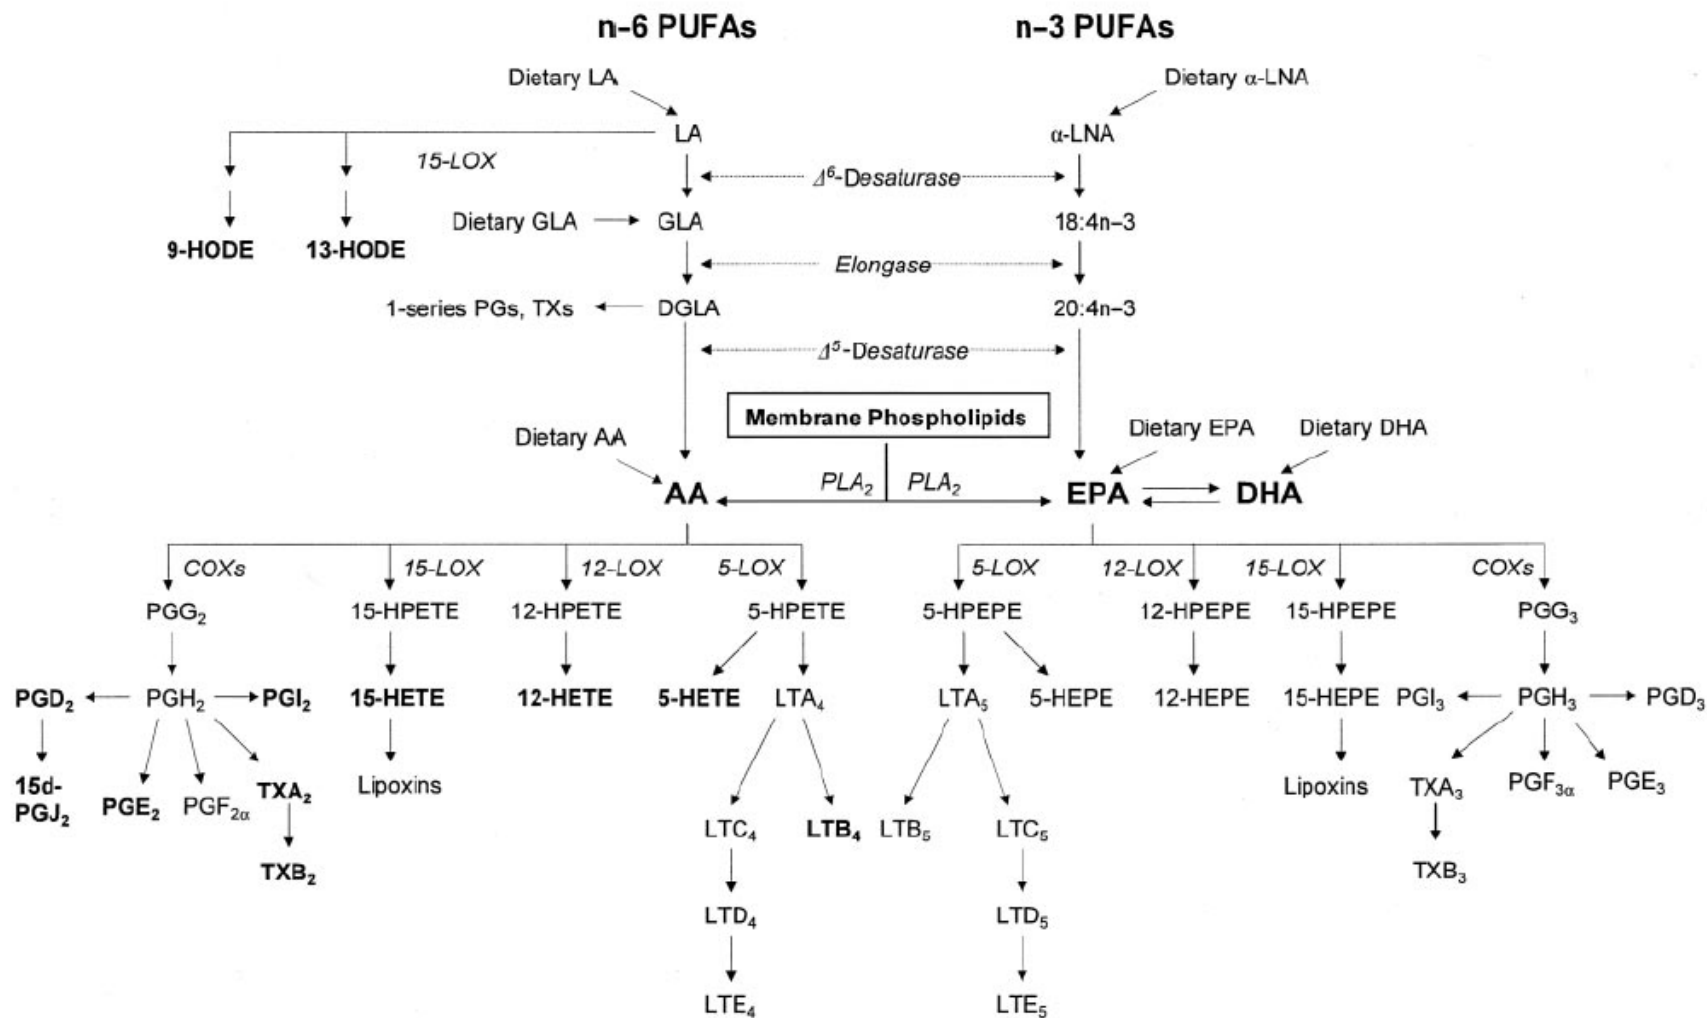 n–6 PUFAs
n–3 PUFAs
Dietary LA
Dietary α-LNA
LA
α-LNA
15-LOX
Δ⁶-Desaturase
Dietary GLA
GLA
18:4n–3
9-HODE
13-HODE
Elongase
1-series PGs, TXs
DGLA
20:4n–3
Δ⁵-Desaturase
Membrane Phospholipids
Dietary AA
Dietary EPA
Dietary DHA
PLA₂
PLA₂
AA
EPA
DHA
COXs
15-LOX
12-LOX
5-LOX
5-LOX
12-LOX
15-LOX
COXs
PGG₂
15-HPETE
12-HPETE
5-HPETE
5-HPEPE
12-HPEPE
15-HPEPE
PGG₃
PGD₂
PGH₂
PGI₂
15-HETE
12-HETE
5-HETE
LTA₄
LTA₅
5-HEPE
12-HEPE
15-HEPE
PGI₃
PGH₃
PGD₃
15d-
PGJ₂
PGE₂
PGF₂α
TXA₂
Lipoxins
Lipoxins
TXA₃
PGF₃α
PGE₃
LTC₄
LTB₄
LTB₅
LTC₅
TXB₂
TXB₃
LTD₄
LTD₅
LTE₄
LTE₅